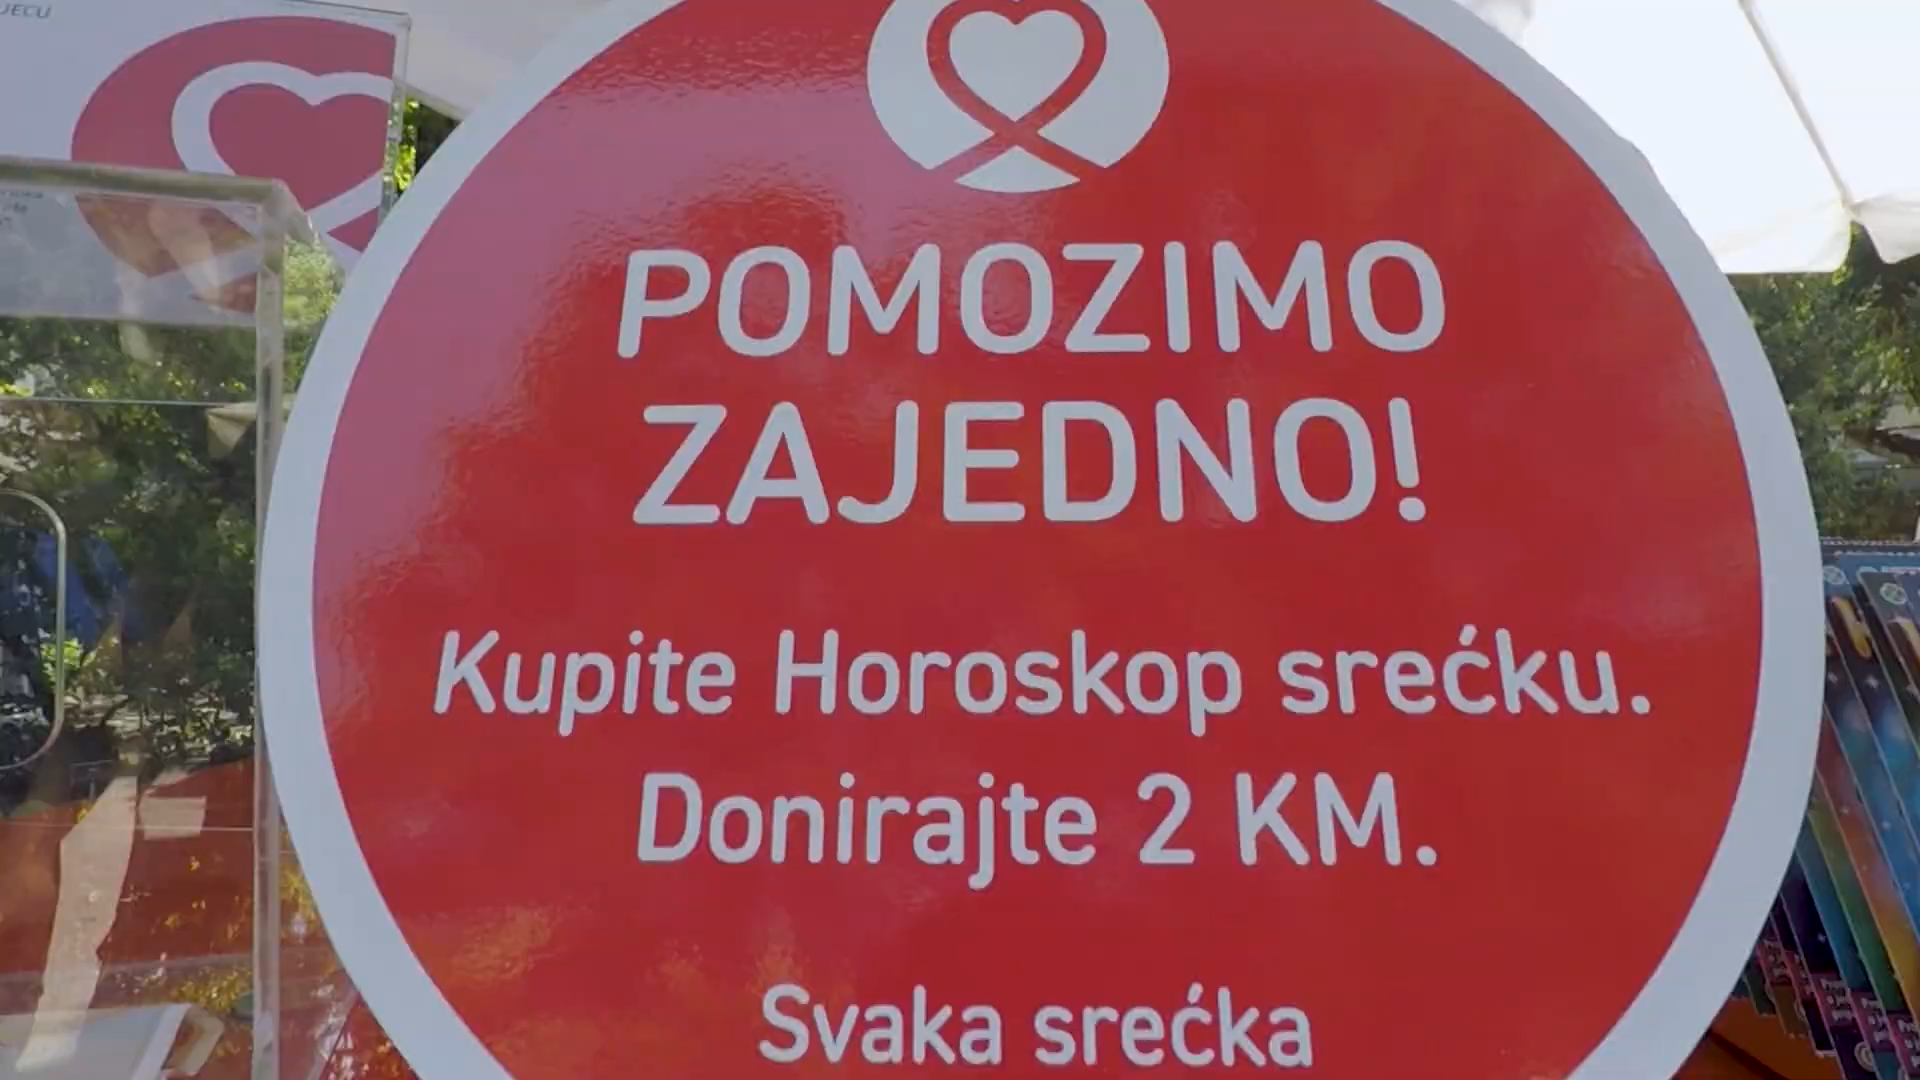 POMOZIMO
ZAJEDNO!
Kupite Horoskop srećku.
Donirajte 2 KM.
Svaka srećka